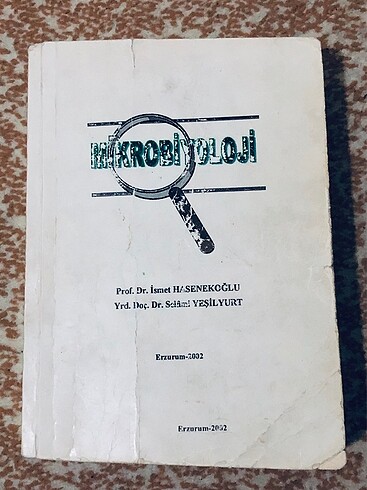 MİKROBİYOLOJİ
Prof. Dr. İsmet HASENEKOĞLU
Yrd. Doç. Dr. Selâmi YEŞİLYURT
Erzurum-2002
Erzurum-2002